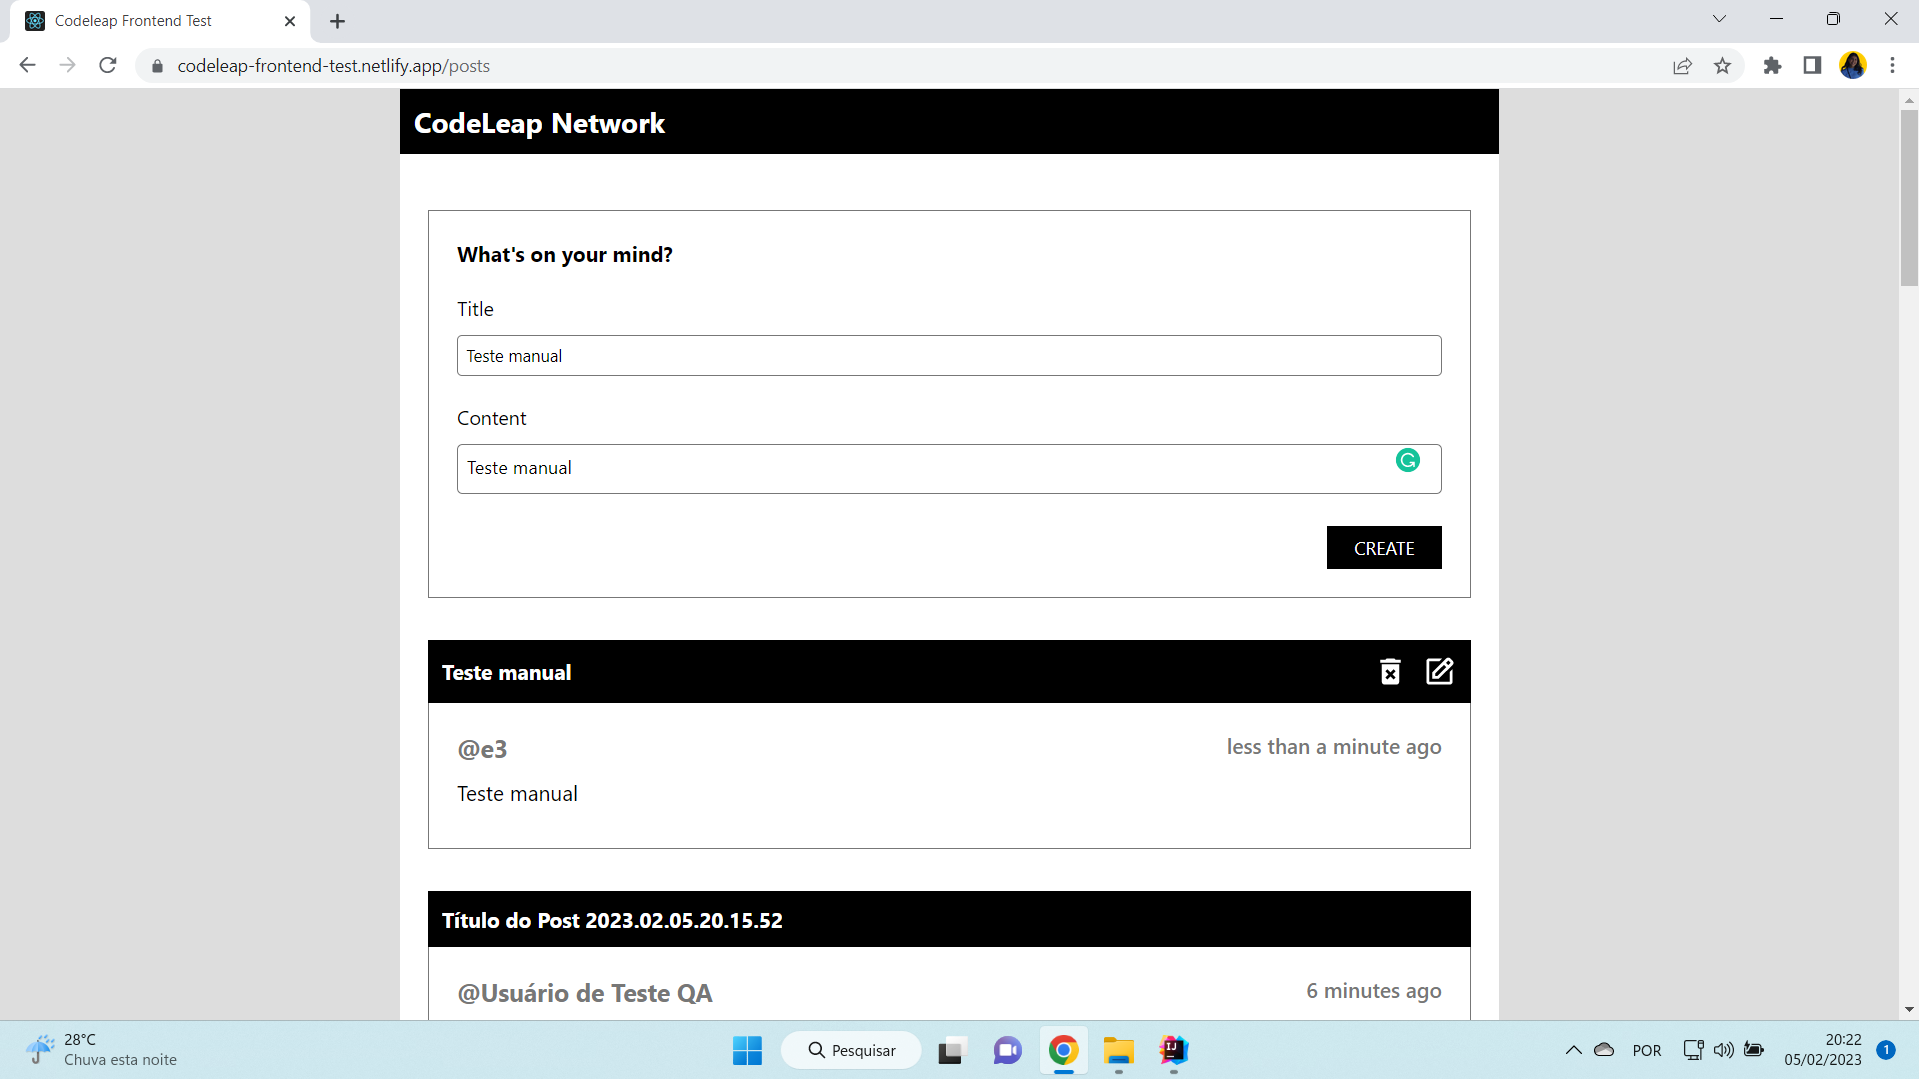 Codeleap Frontend Test
codeleap-frontend-test.netlify.app/posts
CodeLeap Network
What's on your mind?
Title
Teste manual
Content
Teste manual
CREATE
Teste manual
@e3
less than a minute ago
Teste manual
Título do Post 2023.02.05.20.15.52
@Usuário de Teste QA
6 minutes ago
28°C
Chuva esta noite
Pesquisar
IJ
POR
20:22
05/02/2023
1